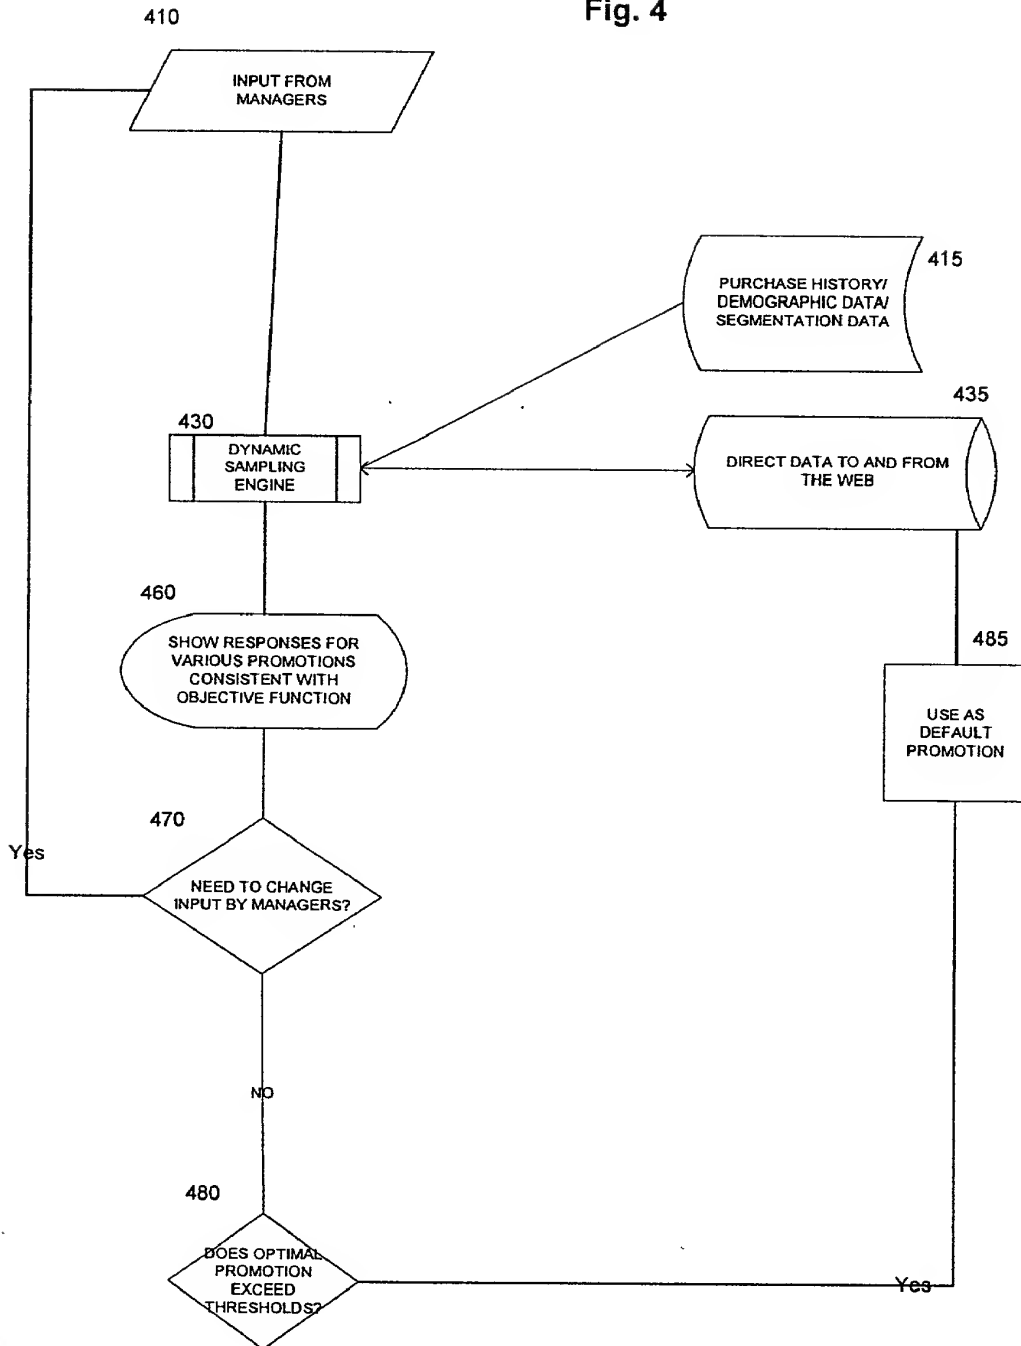 Fig. 4
410
INPUT FROM
MANAGERS
415
PURCHASE HISTORY/
DEMOGRAPHIC DATA/
SEGMENTATION DATA
435
430
DYNAMIC
SAMPLING
ENGINE
DIRECT DATA TO AND FROM
THE WEB
460
SHOW RESPONSES FOR
VARIOUS PROMOTIONS
CONSISTENT WITH
OBJECTIVE FUNCTION
485
USE AS
DEFAULT
PROMOTION
470
Yes
NEED TO CHANGE
INPUT BY MANAGERS?
NO
480
DOES OPTIMAL
PROMOTION
EXCEED
THRESHOLDS?
Yes